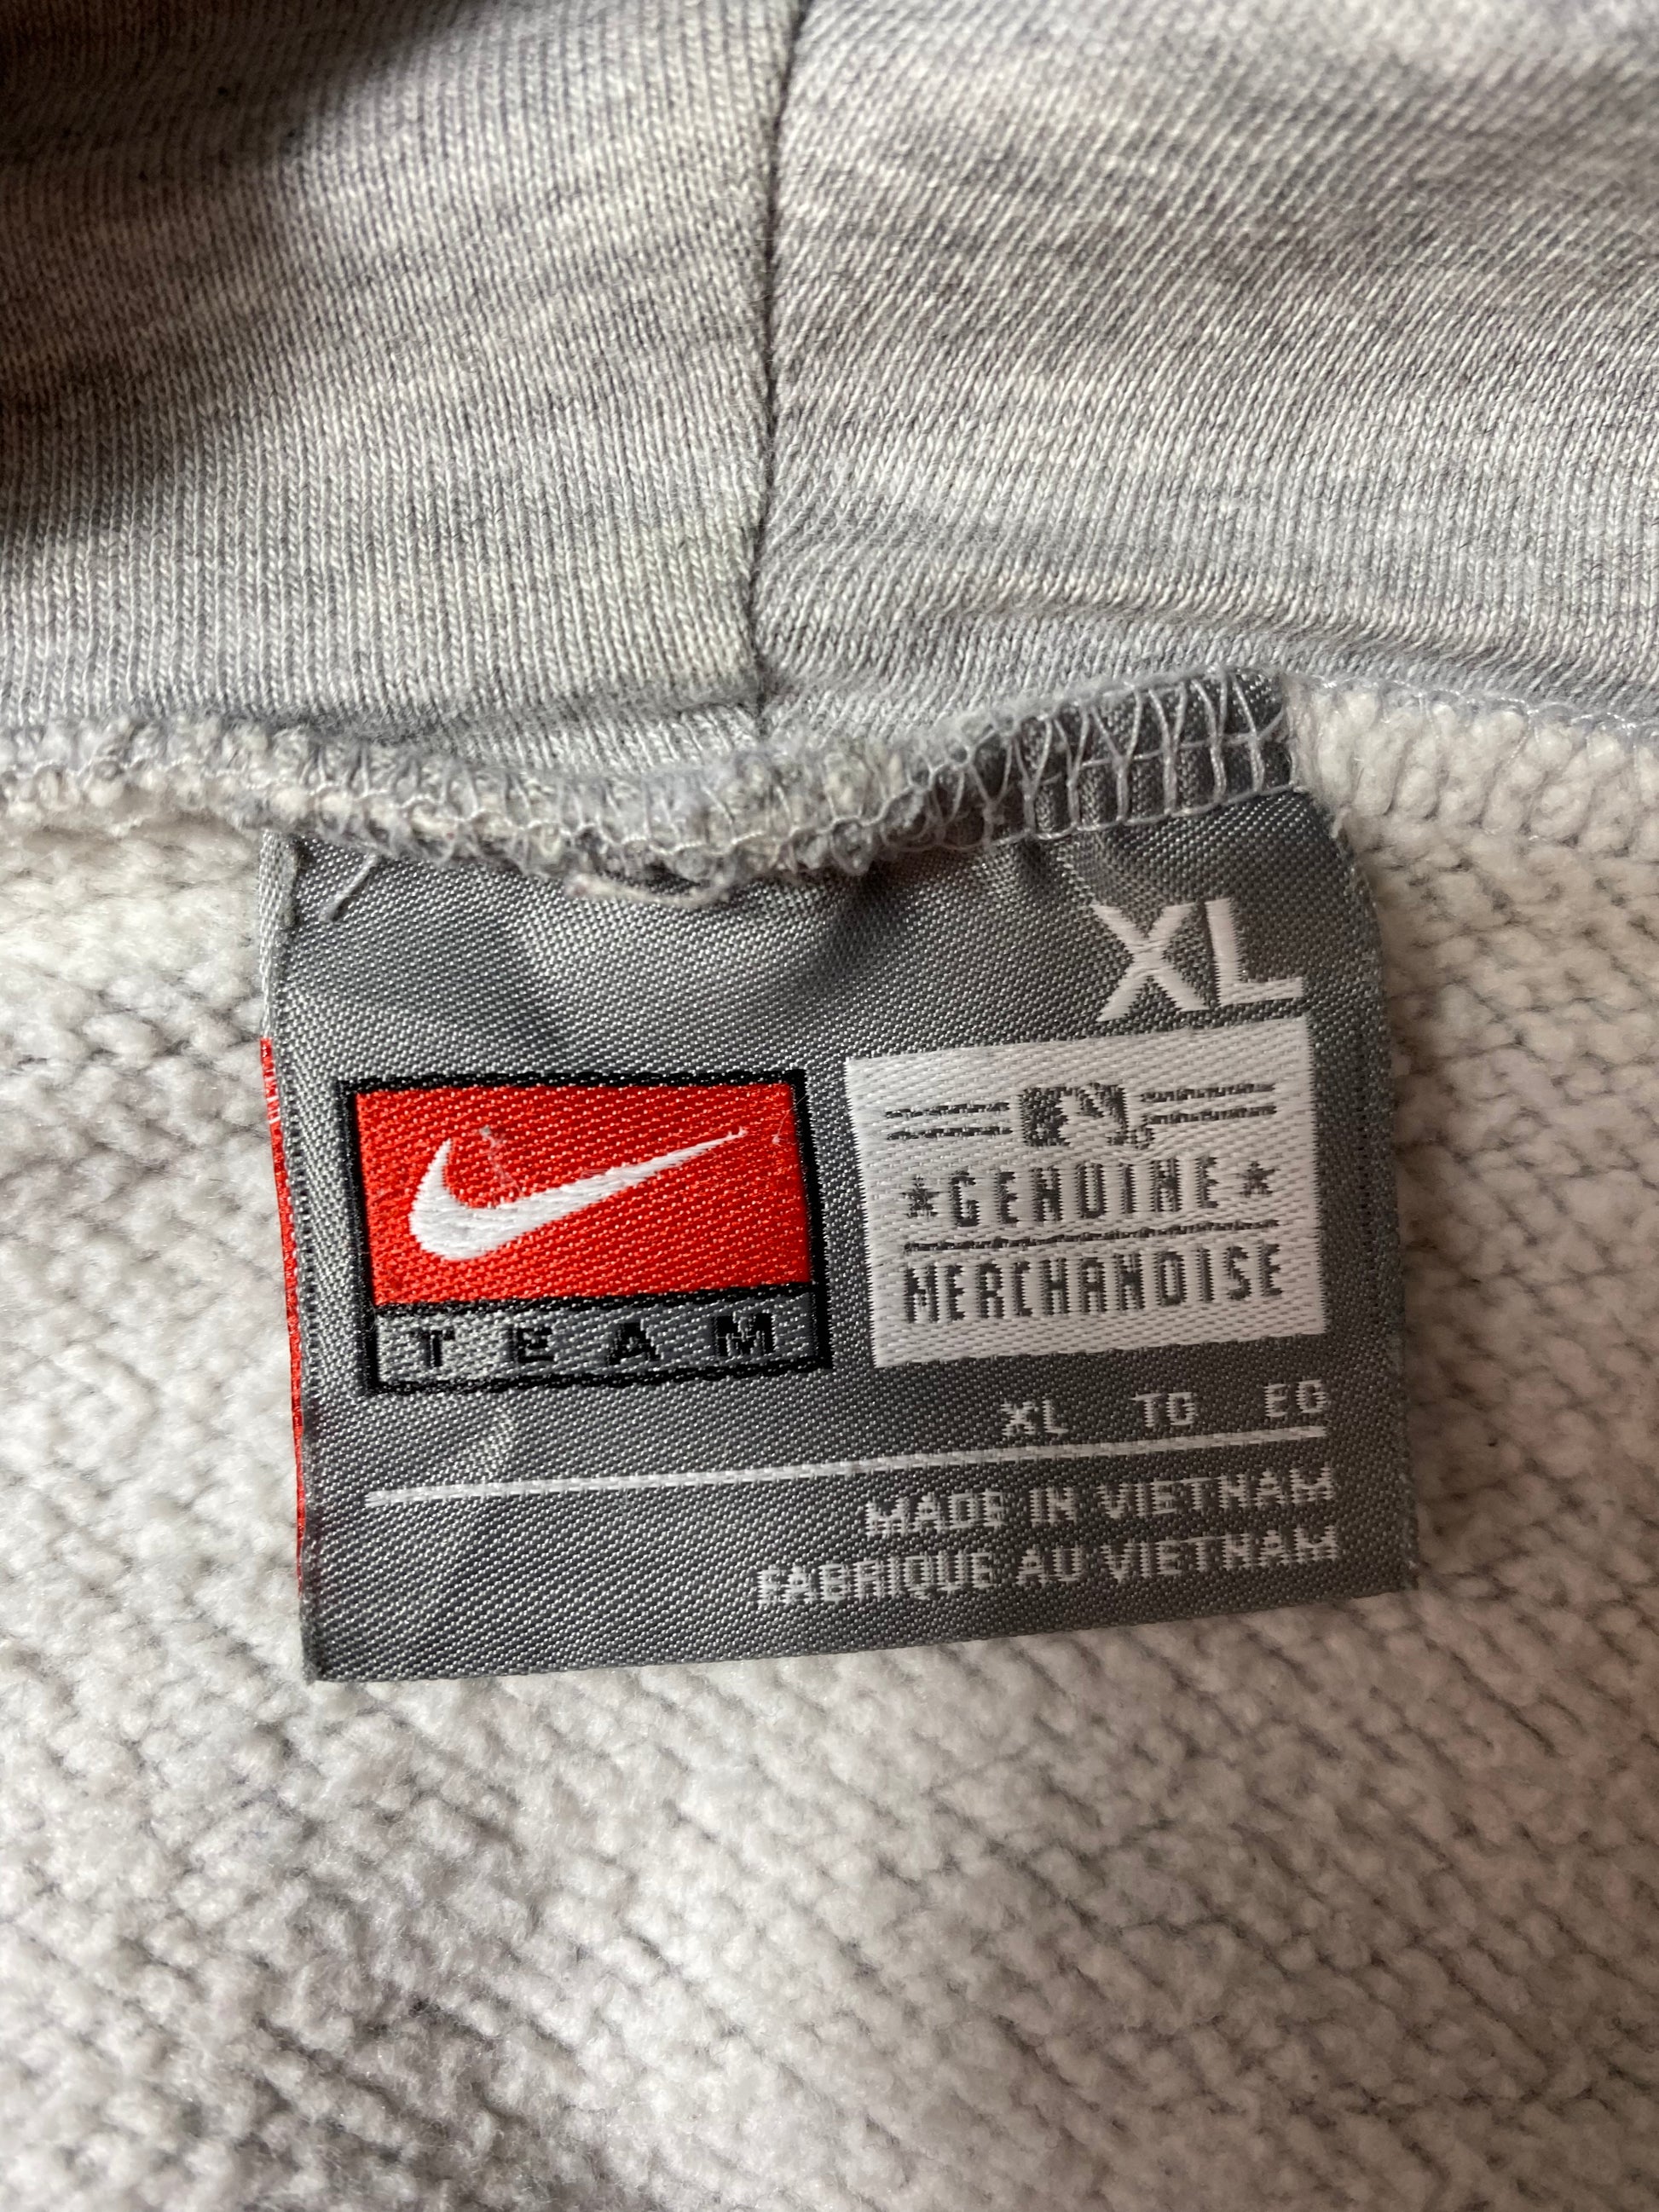 XL
TEAM
GENUINE
MERCHANDISE
XL TG EG
MADE IN VIETNAM
FABRIQUE AU VIETNAM